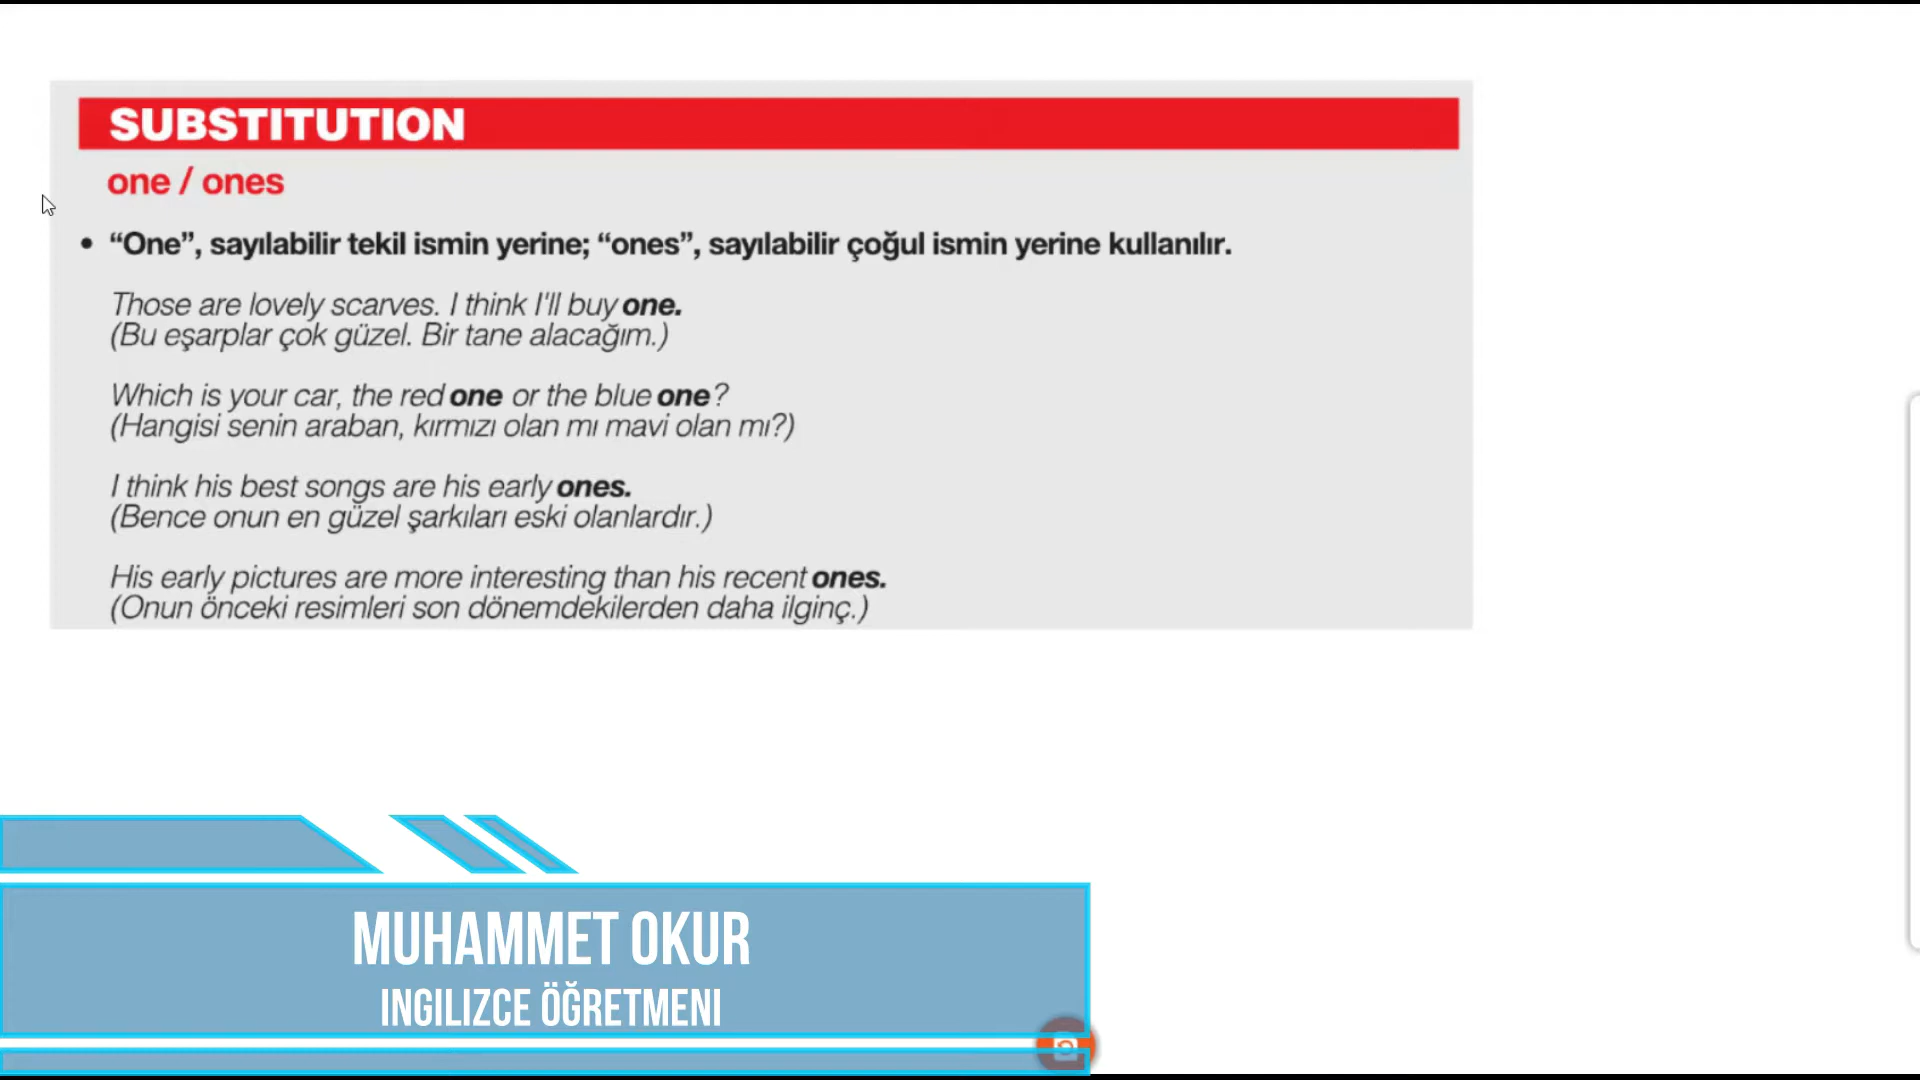 SUBSTITUTION
one / ones
• “One”, sayılabilir tekil ismin yerine; “ones”, sayılabilir çoğul ismin yerine kullanılır.
Those are lovely scarves. I think I'll buy one.
(Bu eşarplar çok güzel. Bir tane alacağım.)
Which is your car, the red one or the blue one?
(Hangisi senin araban, kırmızı olan mı mavi olan mı?)
I think his best songs are his early ones.
(Bence onun en güzel şarkıları eski olanlardır.)
His early pictures are more interesting than his recent ones.
(Onun önceki resimleri son dönemdekilerden daha ilginç.)
MUHAMMET OKUR
INGILIZCE ÖĞRETMENI